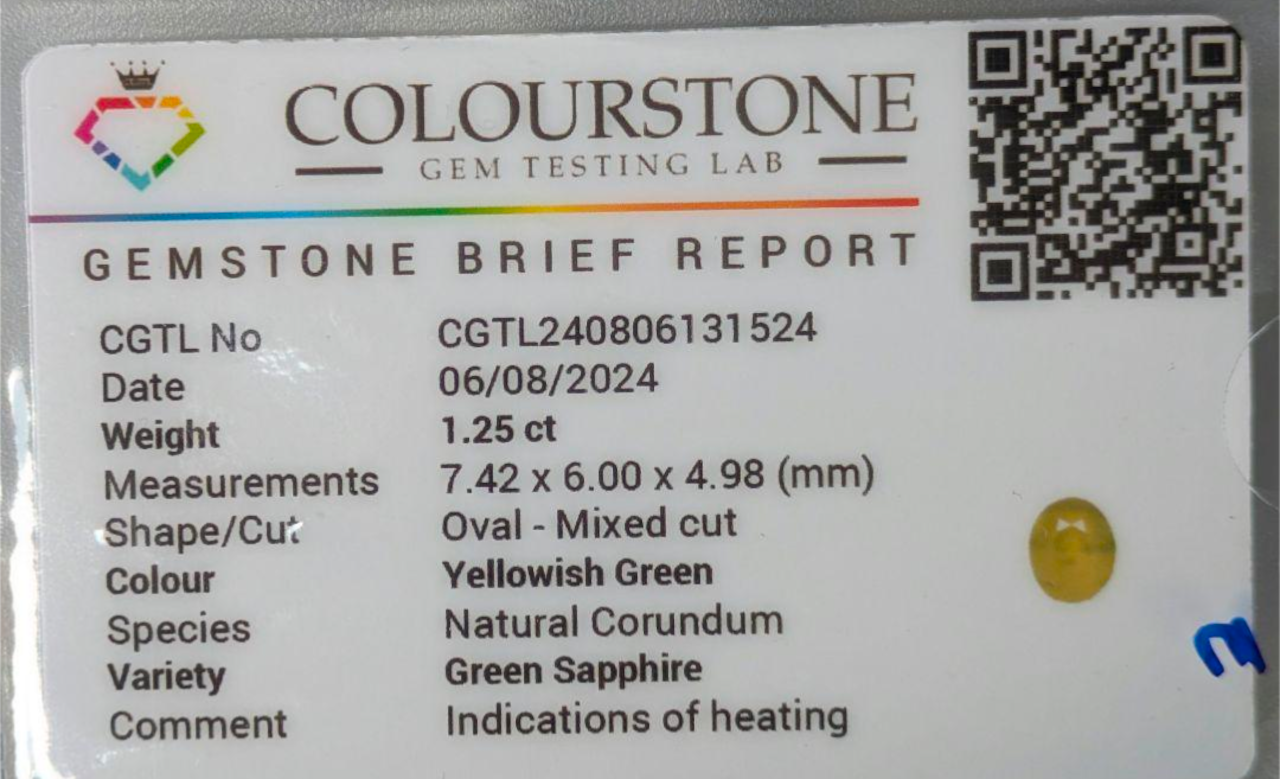 COLOURSTONE
GEM TESTING LAB
GEMSTONE BRIEF REPORT
CGTL No CGTL240806131524
Date 06/08/2024
Weight 1.25 ct
Measurements 7.42 x 6.00 x 4.98 (mm)
Shape/Cut Oval - Mixed cut
Colour Yellowish Green
Species Natural Corundum
Variety Green Sapphire
Comment Indications of heating